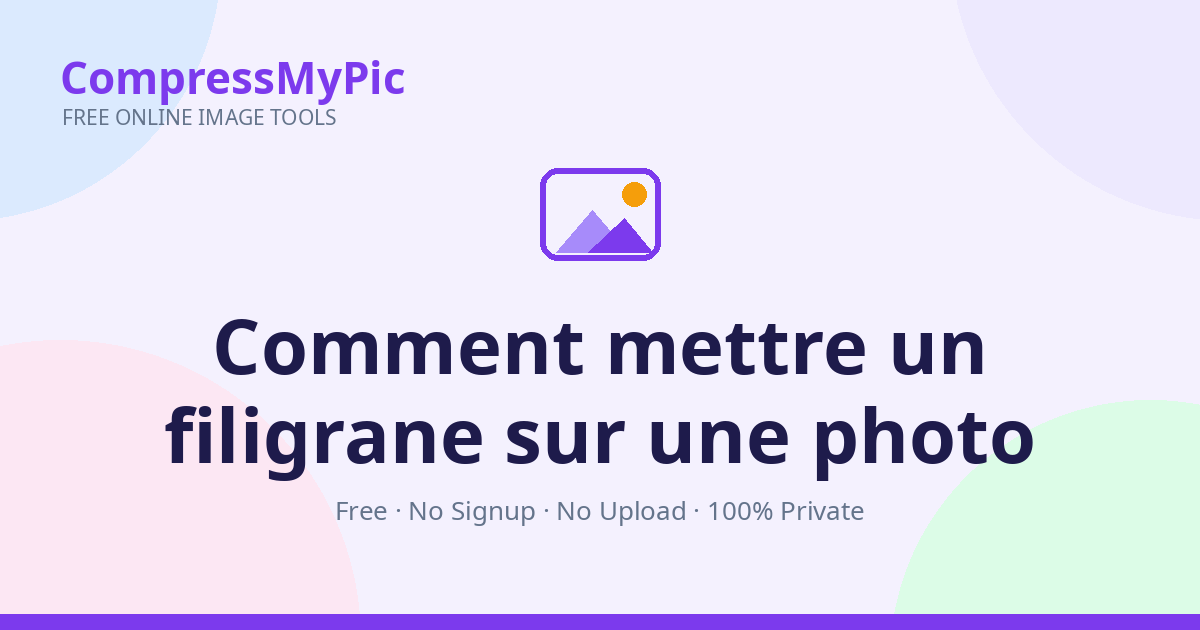 CompressMyPic
FREE ONLINE IMAGE TOOLS
Comment mettre un
filigrane sur une photo
Free · No Signup · No Upload · 100% Private